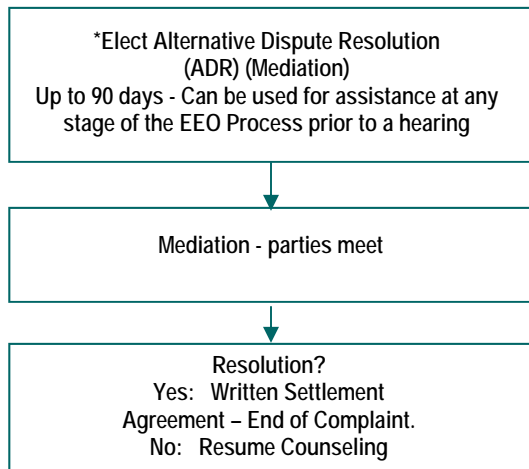 *Elect Alternative Dispute Resolution
(ADR) (Mediation)
Up to 90 days - Can be used for assistance at any
stage of the EEO Process prior to a hearing
Mediation - parties meet
Resolution?
Yes: Written Settlement
Agreement – End of Complaint.
No: Resume Counseling